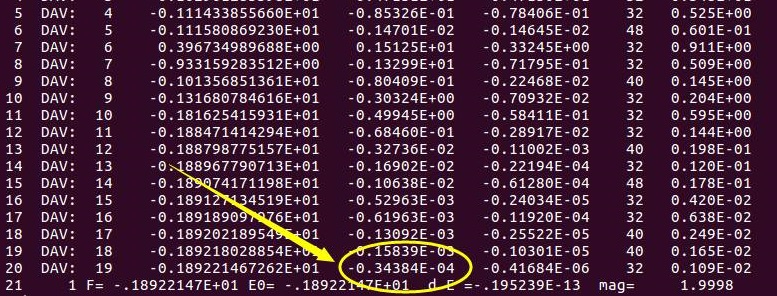 5 DAV: 4 -0.111433855660E+01 -0.85326E-01 -0.78406E-01 32 0.525E+00
6 DAV: 5 -0.111580869230E+01 -0.14701E-02 -0.14645E-02 48
7 DAV: 6 0.396734989688E+00 0.15125E+01 -0.33245E+00 32 0.911E+00
8 DAV: 7 -0.933159283512E+00 -0.13299E+01 -0.71795E-01 32 0.509E+00
9 DAV: 8 -0.101356851361E+01 -0.80409E-01 -0.22468E-02 40 0.145E+00
10 DAV: 9 -0.131680784616E+01 -0.30324E+00 -0.70932E-02 32 0.204E+00
11 DAV: 10 -0.181625415931E+01 -0.49945E+00 -0.58411E-01 32 0.595E+00
12 DAV: 11 -0.188471414294E+01 -0.68460E-01 -0.28917E-02 32 0.144E+00
13 DAV: 12 -0.188798775157E+01 -0.32736E-02 -0.11002E-03 40 0.198E-01
14 DAV: 13 -0.188967790713E+01 -0.16902E-02 -0.22194E-04 32 0.120E-01
15 DAV: 14 -0.189074171198E+01 -0.10638E-02 -0.61280E-04 48 0.178E-01
16 DAV: 15 -0.189127134519E+01 -0.52963E-03 -0.24034E-05 32 0.420E-02
17 DAV: 16 -0.61963E-03 -0.11920E-04 32 0.638E-02
18 DAV: 17 -0.13092E-03 -0.25522E-05 40 0.249E-02
19 DAV: 18 -0.189218028854E+01 -0.15839E-03 -0.10301E-05 40 0.165E-02
20 DAV: 19 -0.189221467262E+01 -0.34384E-04 -0.41684E-06 32 0.109E-02
21 1 F= -.18922147E+01 E0= -.18922147E+01 d E =-.195239E-13 mag= 1.9998